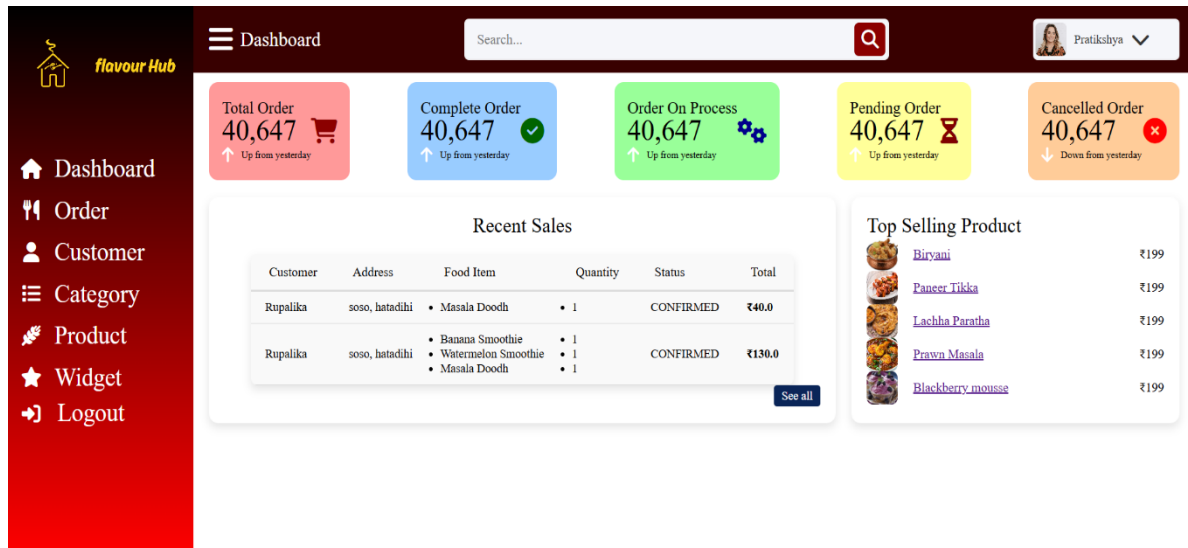 flavour Hub
Dashboard
Order
Customer
Category
Product
Widget
Logout
Dashboard
Search...
Pratikshya
Total Order
40,647
Up from yesterday
Complete Order
40,647
Up from yesterday
Order On Process
40,647
Up from yesterday
Pending Order
40,647
Up from yesterday
Cancelled Order
40,647
Down from yesterday
Recent Sales
Customer Address Food Item Quantity Status Total
Rupalika soso, hatadihi • Masala Doodh • 1 CONFIRMED ₹40.0
• Banana Smoothie • 1
Rupalika soso, hatadihi • Watermelon Smoothie • 1 CONFIRMED ₹130.0
• Masala Doodh • 1
See all
Top Selling Product
Biryani ₹199
Paneer Tikka ₹199
Lachha Paratha ₹199
Prawn Masala ₹199
Blackberry mousse ₹199